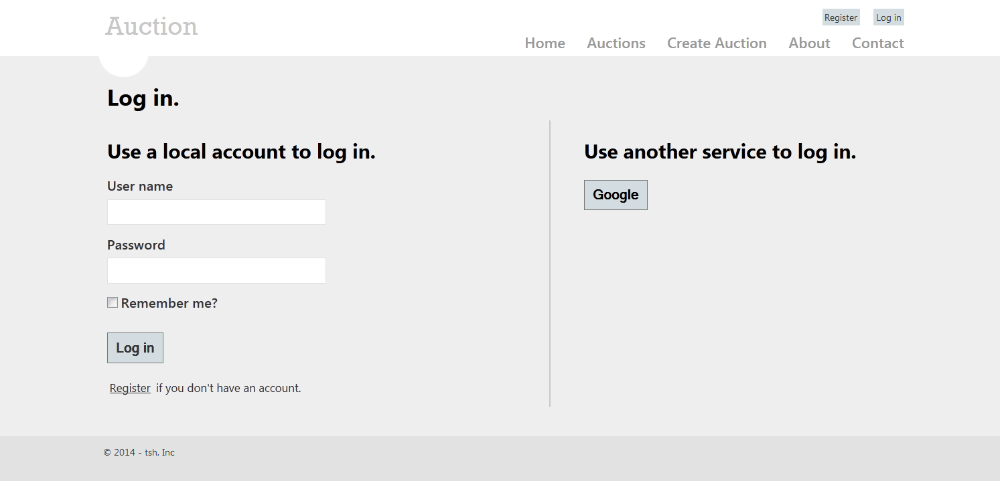 Auction
Register Log in
Home Auctions Create Auction About Contact
Log in.
Use a local account to log in.
User name
Password
Remember me?
Log in
Register if you don't have an account.
Use another service to log in.
Google
© 2014 - tsh, Inc